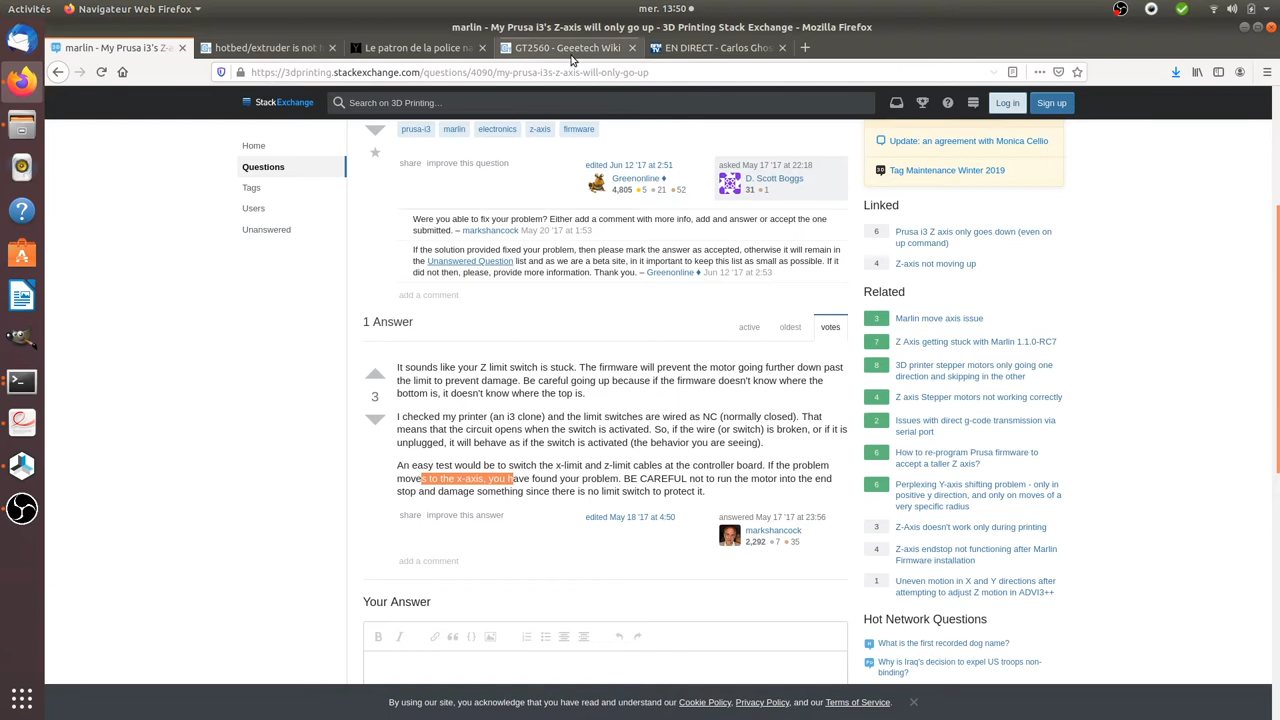 mar. 13:50
marlin - My Prusa i3's Z-axis will only go up - 3D Printing Stack Exchange - Mozilla Firefox
marlin - My Prusa i3's Z-
hotbed/extruder is not h
Le patron de la police na
GT2560 - Geeetech Wiki
EN DIRECT - Carlos Ghos
https://3dprinting.stackexchange.com/questions/4090/my-prusa-i3s-z-axis-will-only-go-up
StackExchange
Search on 3D Printing…
Log in
Sign up
Home
Questions
Tags
Users
Unanswered
prusa-i3 marlin electronics z-axis firmware
share improve this question
edited Jun 12 '17 at 2:51
Greenonline ♦
4,805 ●5 ●21 ●52
asked May 17 '17 at 22:18
D. Scott Boggs
31 ●1
Were you able to fix your problem? Either add a comment with more info, add and answer or accept the one
submitted. – markshancock May 20 '17 at 1:53
If the solution provided fixed your problem, then please mark the answer as accepted, otherwise it will remain in
the Unanswered Question list and as we are a beta site, in it important to keep this list as small as possible. If it
did not then, please, provide more information. Thank you. – Greenonline ♦ Jun 12 '17 at 2:53
add a comment
1 Answer
active oldest votes
3
It sounds like your Z limit switch is stuck. The firmware will prevent the motor going further down past
the limit to prevent damage. Be careful going up because if the firmware doesn't know where the
bottom is, it doesn't know where the top is.
I checked my printer (an i3 clone) and the limit switches are wired as NC (normally closed). That
means that the circuit opens when the switch is activated. So, if the wire (or switch) is broken, or if it is
unplugged, it will behave as if the switch is activated (the behavior you are seeing).
An easy test would be to switch the x-limit and z-limit cables at the controller board. If the problem
moves to the x-axis, you have found your problem. BE CAREFUL not to run the motor into the end
stop and damage something since there is no limit switch to protect it.
share improve this answer
edited May 18 '17 at 4:50
answered May 17 '17 at 23:56
markshancock
2,292 ●7 ●35
add a comment
Your Answer
Update: an agreement with Monica Cellio
Tag Maintenance Winter 2019
Linked
6 Prusa i3 Z axis only goes down (even on
up command)
4 Z-axis not moving up
Related
3 Marlin move axis issue
7 Z Axis getting stuck with Marlin 1.1.0-RC7
8 3D printer stepper motors only going one
direction and skipping in the other
4 Z axis Stepper motors not working correctly
2 Issues with direct g-code transmission via
serial port
6 How to re-program Prusa firmware to
accept a taller Z axis?
6 Perplexing Y-axis shifting problem - only in
positive y direction, and only on moves of a
very specific radius
3 Z-Axis doesn't work only during printing
4 Z-axis endstop not functioning after Marlin
Firmware installation
1 Uneven motion in X and Y directions after
attempting to adjust Z motion in ADVI3++
Hot Network Questions
What is the first recorded dog name?
Why is Iraq's decision to expel US troops non-
binding?
By using our site, you acknowledge that you have read and understand our Cookie Policy, Privacy Policy, and our Terms of Service.